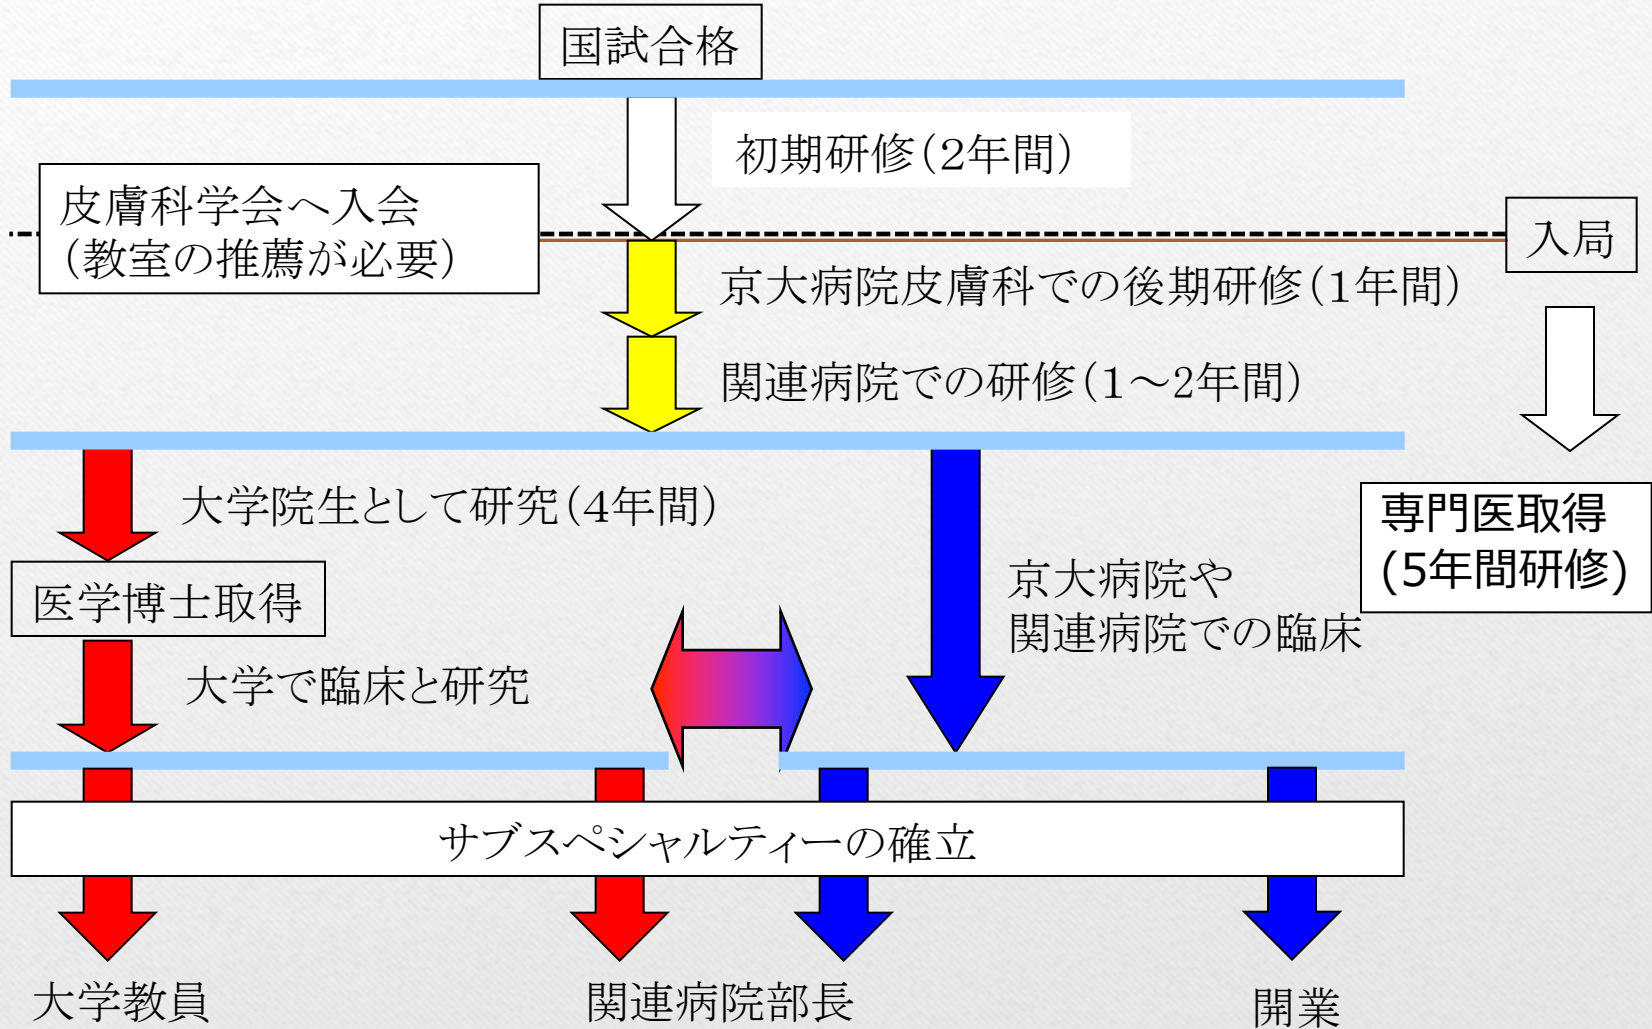 国試合格
初期研修(2年間)
皮膚科学会へ入会
(教室の推薦が必要)
入局
京大病院皮膚科での後期研修(1年間)
関連病院での研修(1~2年間)
大学院生として研究(4年間)
専門医取得
(5年間研修)
医学博士取得
京大病院や
関連病院での臨床
大学で臨床と研究
サブスペシャルティーの確立
大学教員
関連病院部長
開業